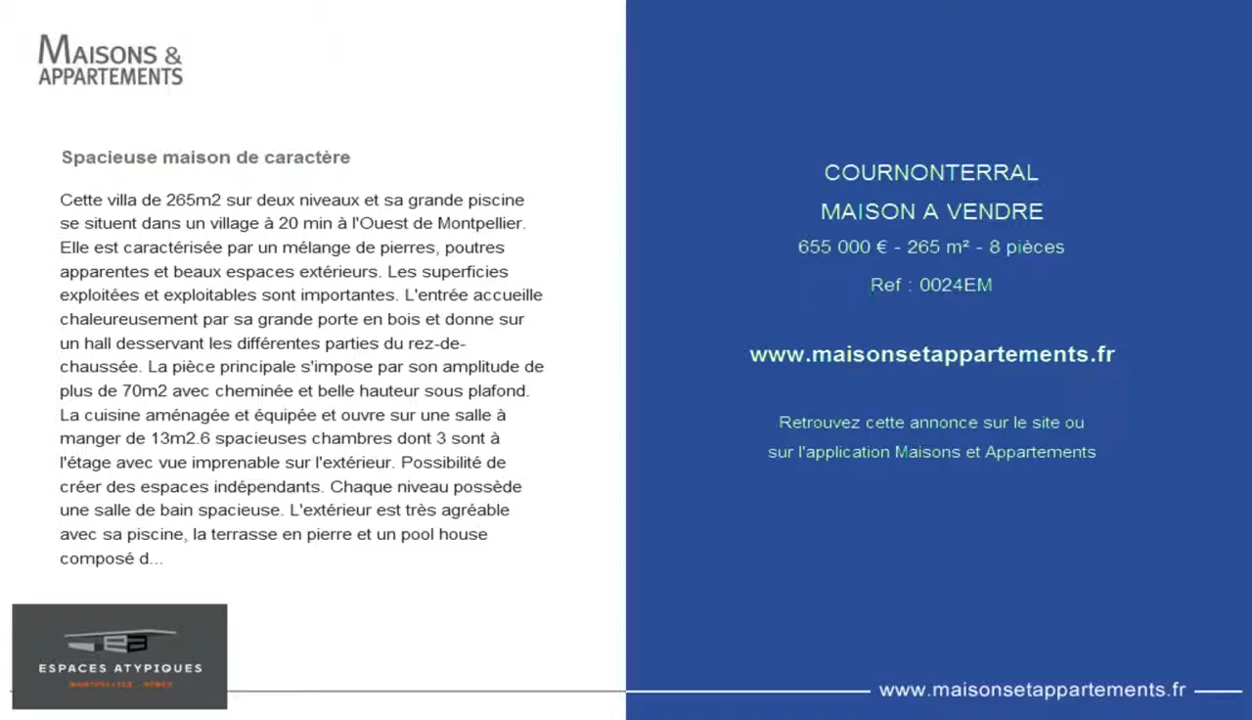 MAISONS &
APPARTEMENTS
Spacieuse maison de caractère
Cette villa de 265m2 sur deux niveaux et sa grande piscine
se situent dans un village à 20 min à l'Ouest de Montpellier.
Elle est caractérisée par un mélange de pierres, poutres
apparentes et beaux espaces extérieurs. Les superficies
exploitées et exploitables sont importantes. L'entrée accueille
chaleureusement par sa grande porte en bois et donne sur
un hall desservant les différentes parties du rez-de-
chaussée. La pièce principale s'impose par son amplitude de
plus de 70m2 avec cheminée et belle hauteur sous plafond.
La cuisine aménagée et équipée et ouvre sur une salle à
manger de 13m2.6 spacieuses chambres dont 3 sont à
l'étage avec vue imprenable sur l'extérieur. Possibilité de
créer des espaces indépendants. Chaque niveau possède
une salle de bain spacieuse. L'extérieur est très agréable
avec sa piscine, la terrasse en pierre et un pool house
composé d...
ESPACES ATYPIQUES
MONTPELLIER - NÎMES
COURNONTERRAL
MAISON A VENDRE
655 000 € - 265 m² - 8 pièces
Ref : 0024EM
www.maisonsetappartements.fr
Retrouvez cette annonce sur le site ou
sur l'application Maisons et Appartements
www.maisonsetappartements.fr